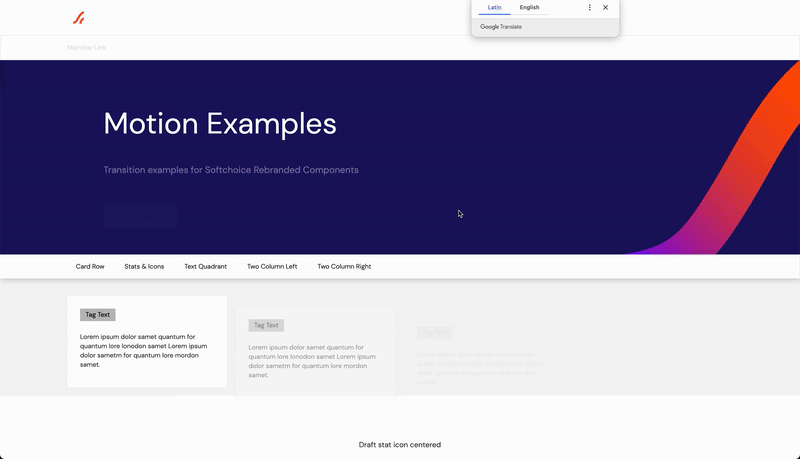 Latin English
Google Translate
MainNav Link
Motion Examples
Transition examples for Softchoice Rebranded Components
Card Row Stats & Icons Text Quadrant Two Column Left Two Column Right
Tag Text
Lorem ipsum dolor samet quantum for
quantum lore lonodon samet Lorem ipsum
dolor sametm for quantum lore mordon
samet.
Tag Text
Lorem ipsum dolor samet quantum for
quantum lore lonodon samet Lorem ipsum
dolor sametm for quantum lore mordon
samet.
Tag Text
Draft stat icon centered